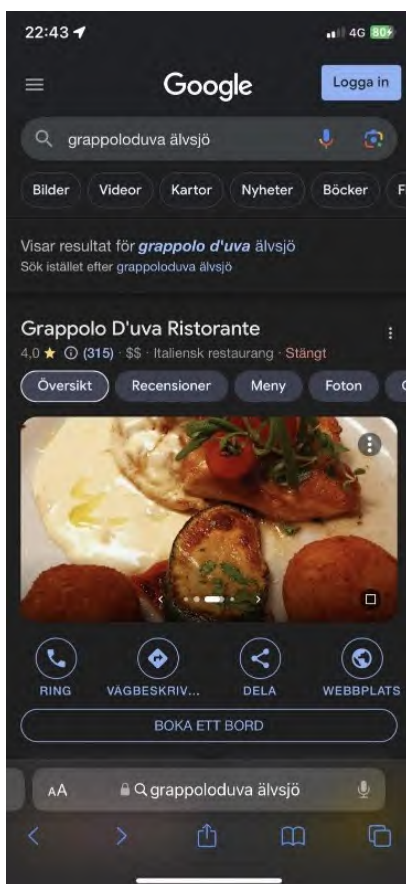 22:43 4G 80
Google
Logga in
grappoloduva älvsjö
Bilder Videor Kartor Nyheter Böcker F
Visar resultat för grappolo d'uva älvsjö
Sök istället efter grappoloduva älvsjö
Grappolo D'uva Ristorante
4,0 ★ (315) · $$ · Italiensk restaurang · Stängt
Översikt Recensioner Meny Foton
RING VÄGBESKRIV... DELA WEBBPLATS
BOKA ETT BORD
AA grappoloduva älvsjö